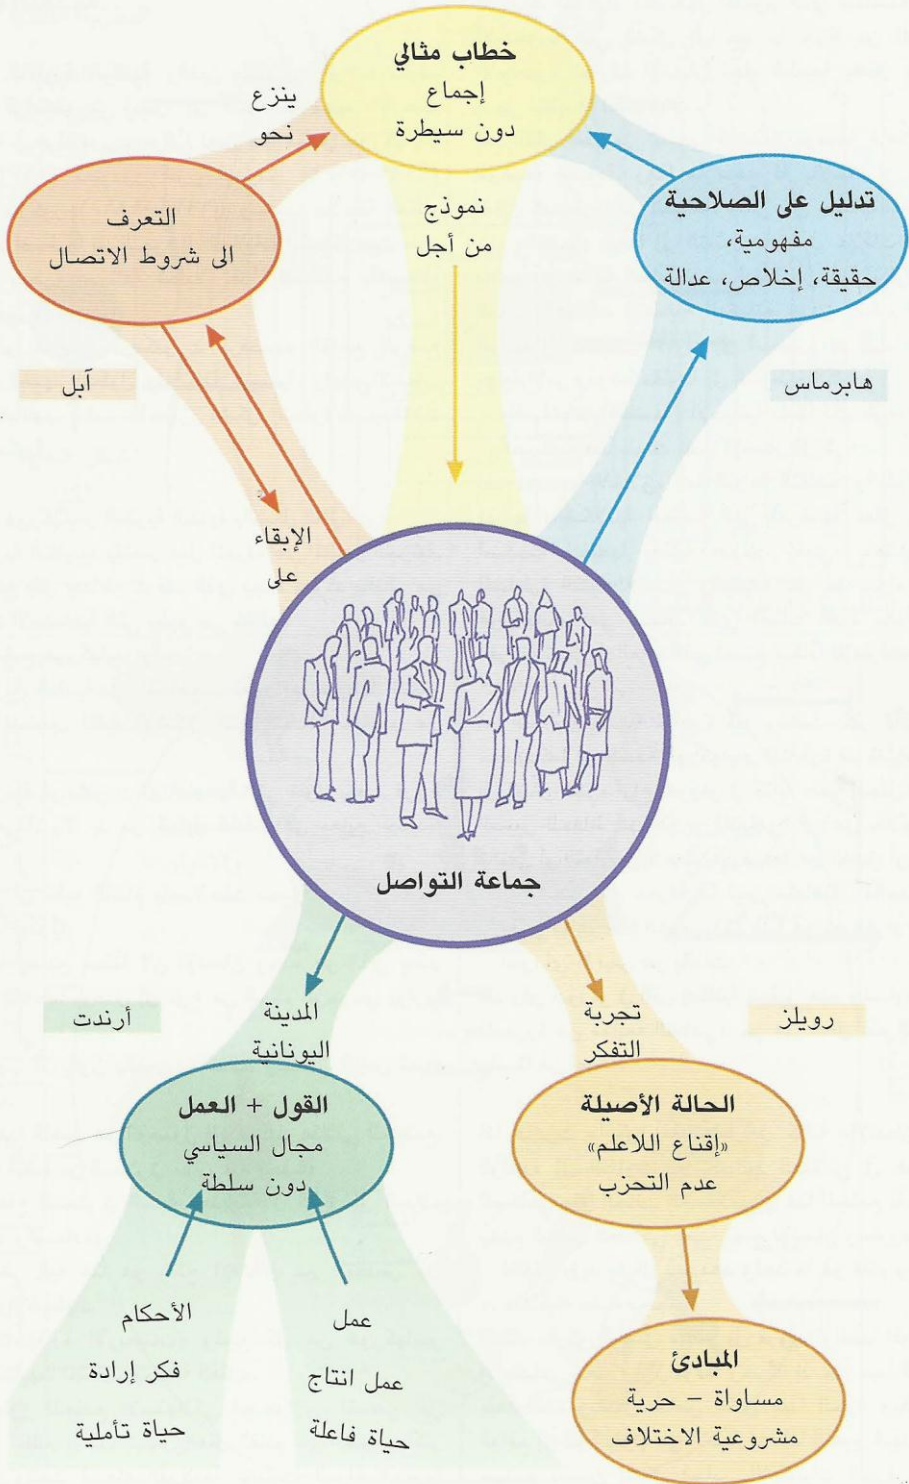 خطاب مثالي
إجماع
دون سيطرة
ينزع
نحو
تدليل على الصلاحية
مفهومية،
حقيقة، إخلاص، عدالة
التعرف
الى شروط الاتصال
نموذج
من أجل
هابرماس
آبل
الإبقاء
على
جماعة التواصل
رويلز
تجربة
التفكر
المدينة
اليونانية
أرندت
الحالة الأصيلة
«إقناع اللاعلم»
عدم التحزب
القول + العمل
مجال السياسي
دون سلطة
المبادئ
مساواة – حرية
مشروعية الاختلاف
عمل
عمل انتاج
حياة فاعلة
الأحكام
فكر إرادة
حياة تأملية